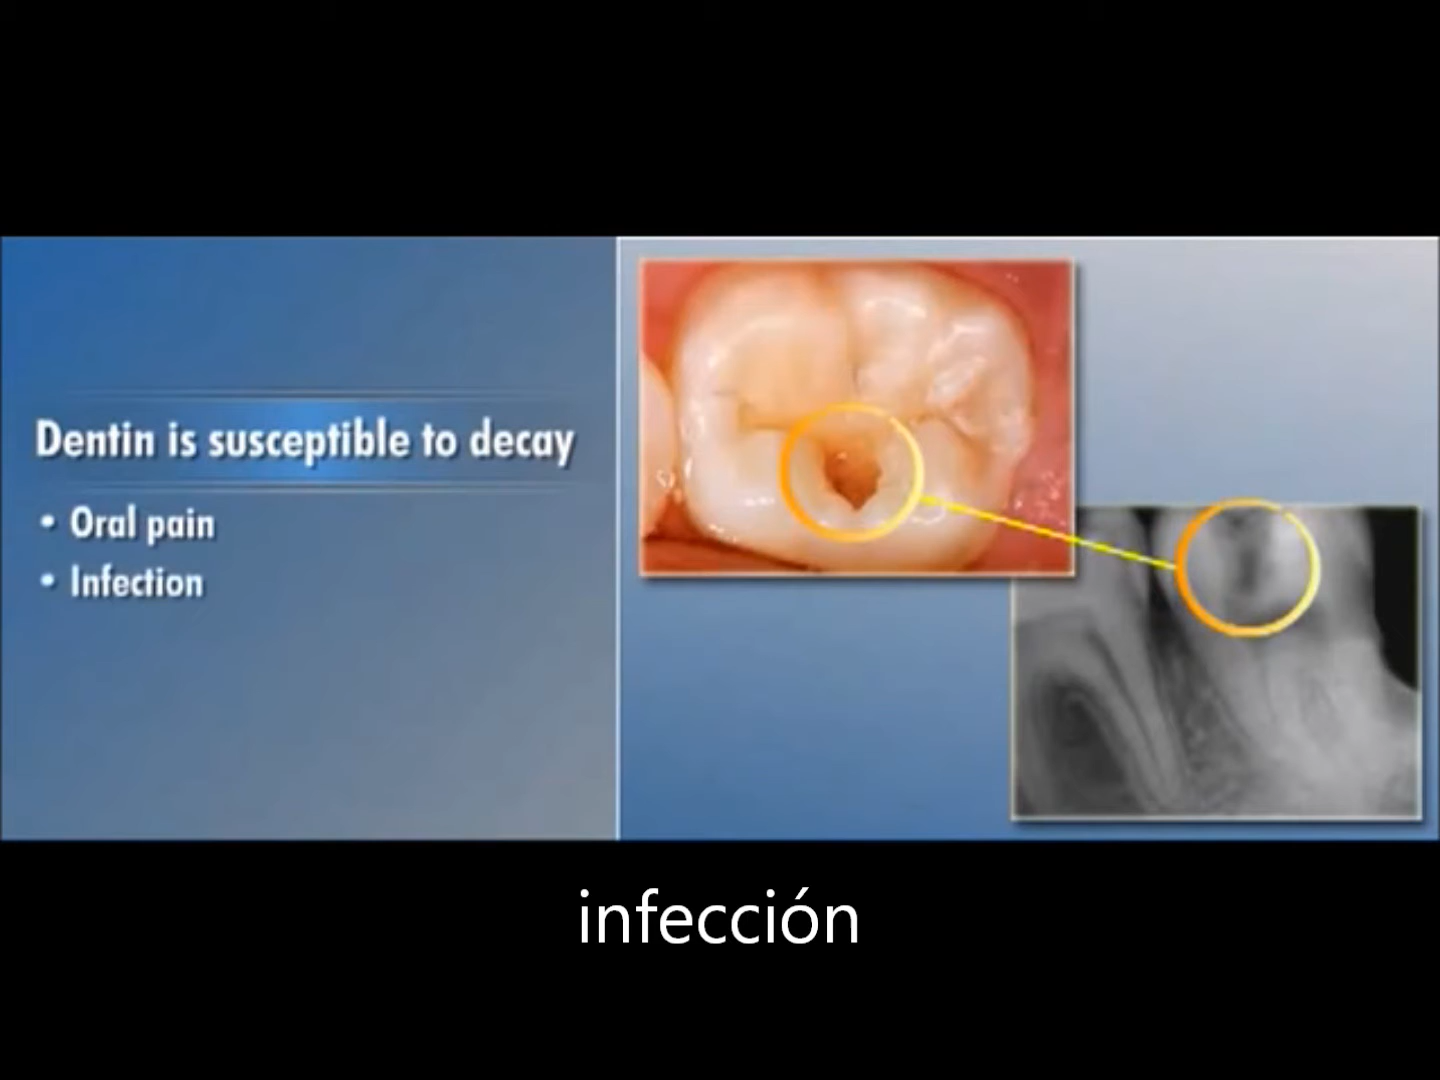 Dentin is susceptible to decay
• Oral pain
• Infection
infección